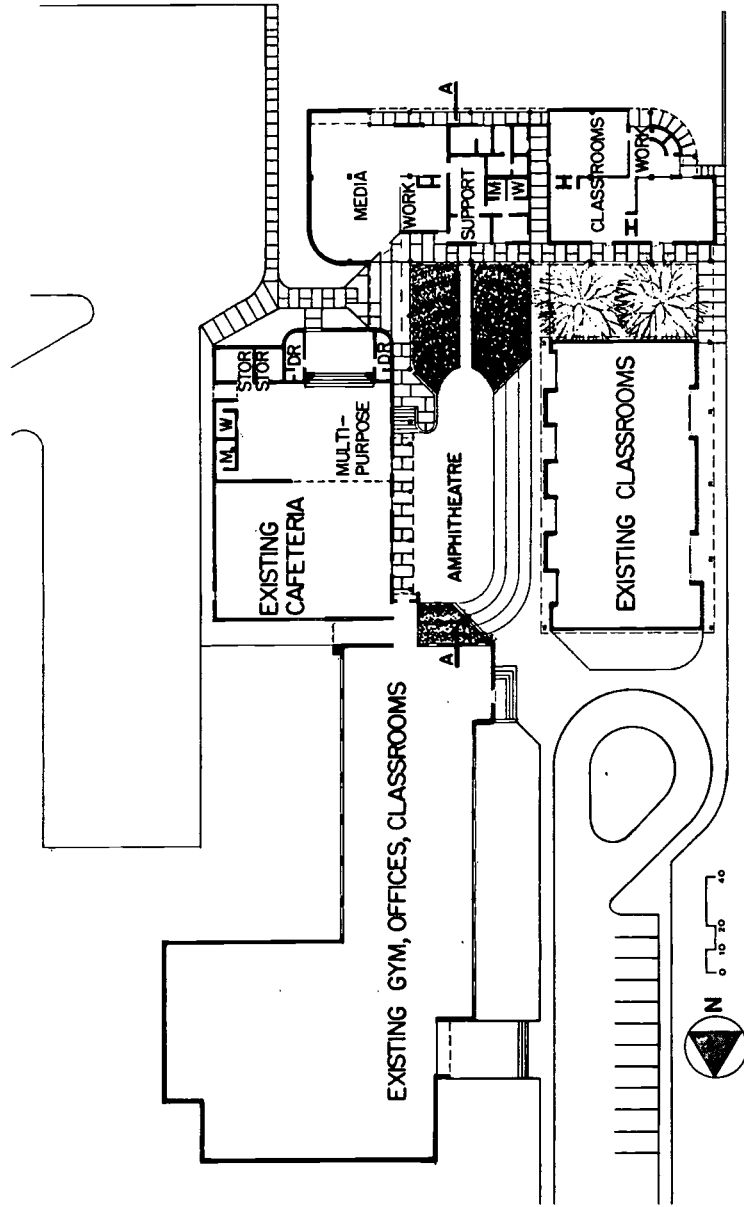 STOR
STOR
M
W
DR
DR
EXISTING
CAFETERIA
MULTI-
PURPOSE
MEDIA
WORK
EXISTING GYM, OFFICES, CLASSROOMS
AMPHITHEATRE
A
A
SUPPORT
M
W
CLASSROOMS
WORK
EXISTING CLASSROOMS
N
0 10 20 40